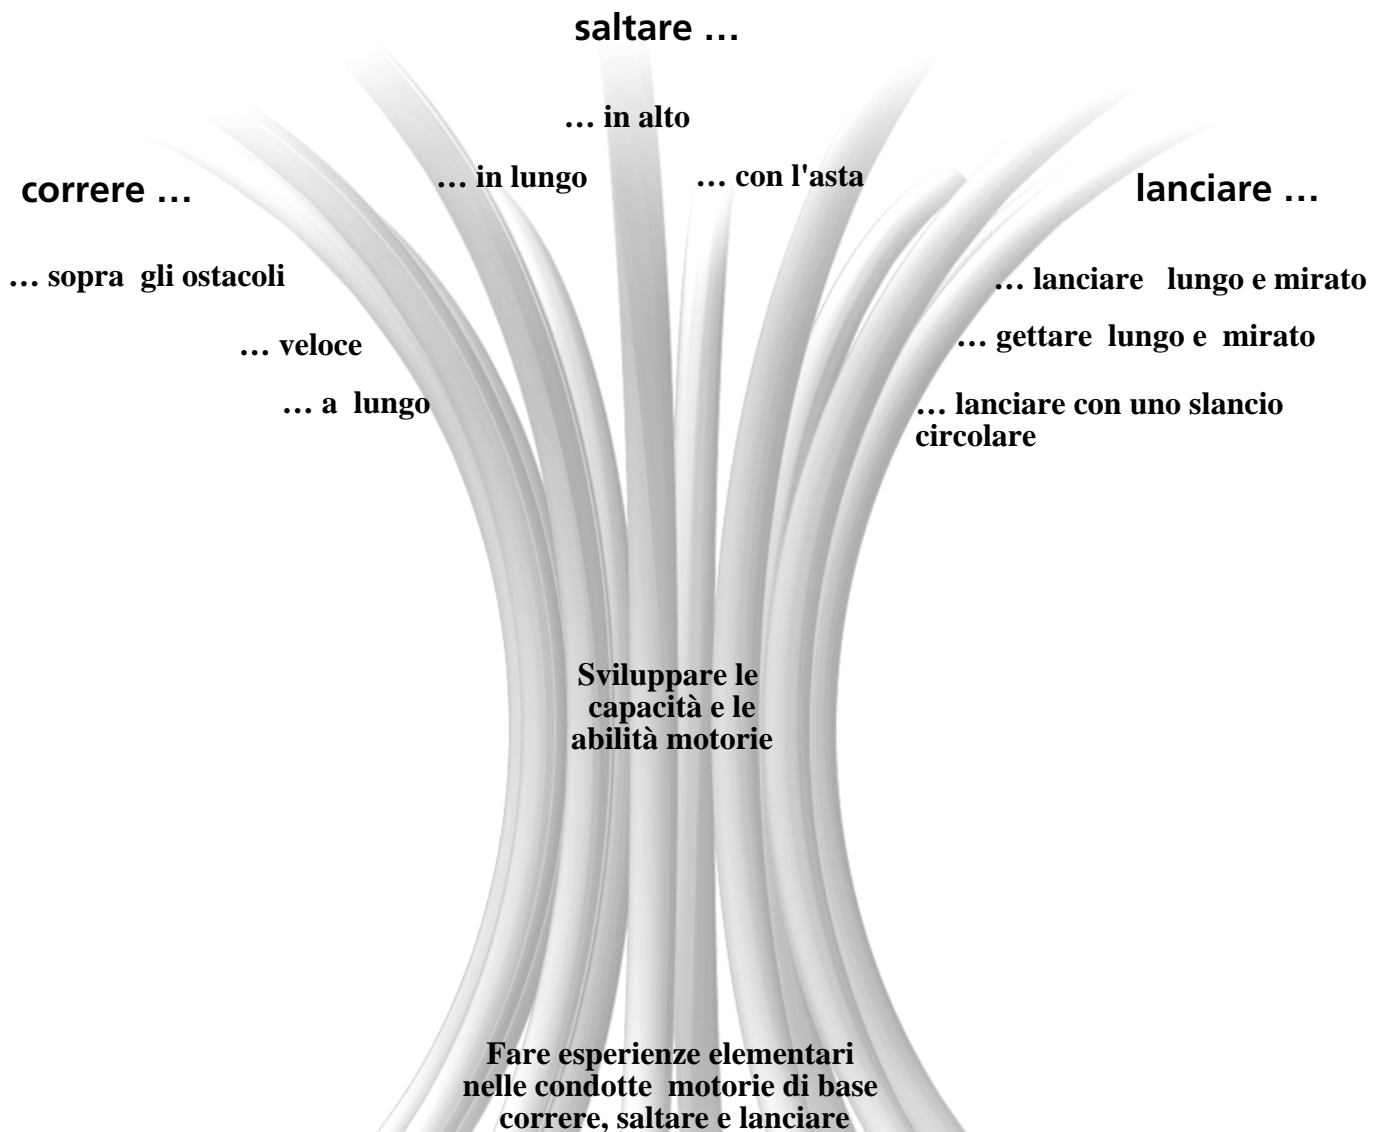 saltare …
… in alto
… in lungo
… con l'asta
correre …
… sopra gli ostacoli
… veloce
… a lungo
lanciare …
… lanciare lungo e mirato
… gettare lungo e mirato
… lanciare con uno slancio
circolare
Sviluppare le
capacità e le
abilità motorie
Fare esperienze elementari
nelle condotte motorie di base
correre, saltare e lanciare